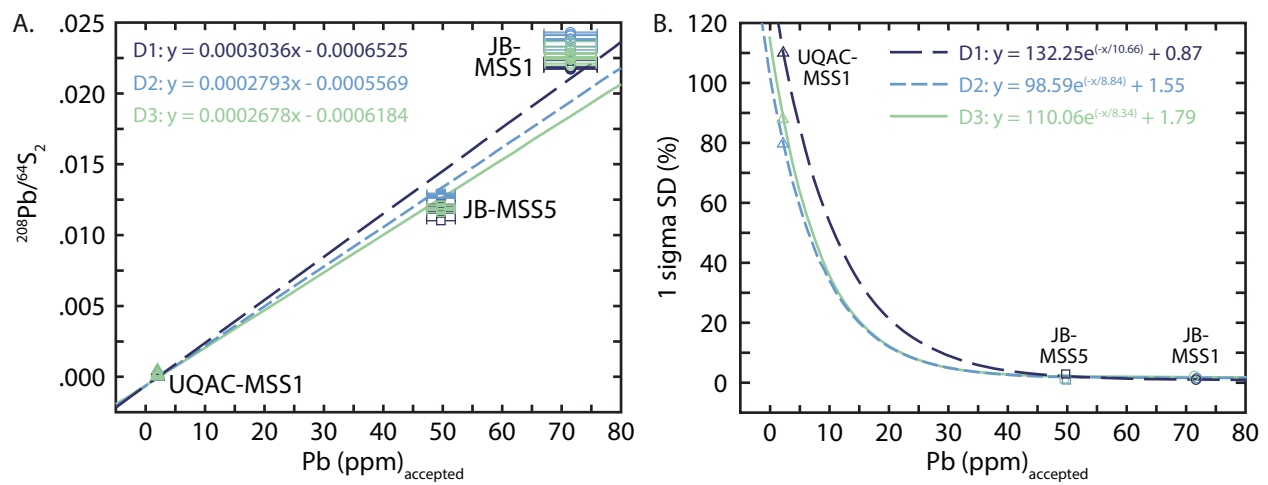 A.
.025
.020
.015
.010
.005
.000
²⁰⁸Pb/⁶⁴S₂
D1: y = 0.0003036x - 0.0006525
D2: y = 0.0002793x - 0.0005569
D3: y = 0.0002678x - 0.0006184
JB-
MSS1
JB-MSS5
UQAC-MSS1
0 10 20 30 40 50 60 70 80
Pb (ppm)accepted
B.
120
100
80
60
40
20
0
1 sigma SD (%)
UQAC-
MSS1
D1: y = 132.25e(-x/10.66) + 0.87
D2: y = 98.59e(-x/8.84) + 1.55
D3: y = 110.06e(-x/8.34) + 1.79
JB-
MSS5
JB-
MSS1
0 10 20 30 40 50 60 70 80
Pb (ppm)accepted